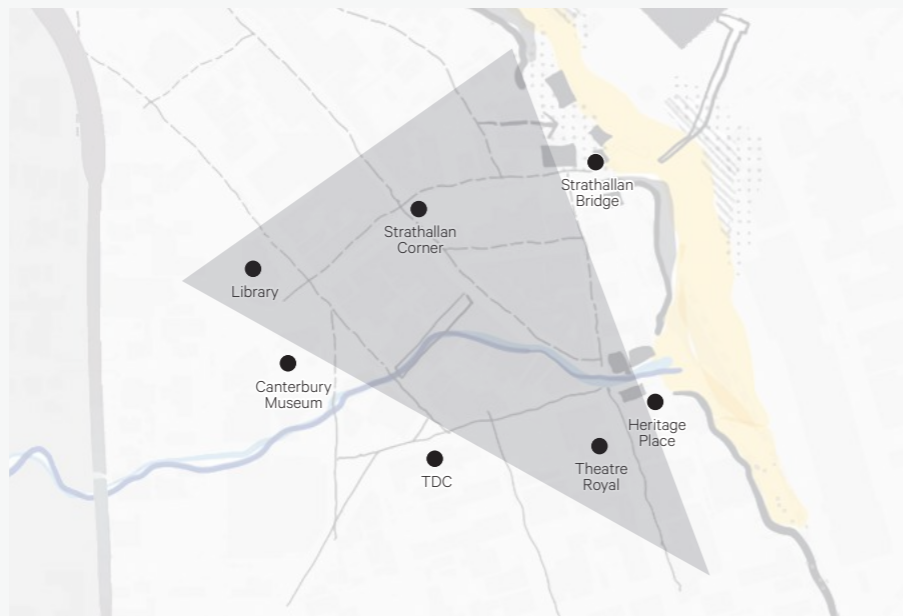 Strathallan
Bridge
Strathallan
Corner
Library
Canterbury
Museum
Heritage
Place
TDC
Theatre
Royal